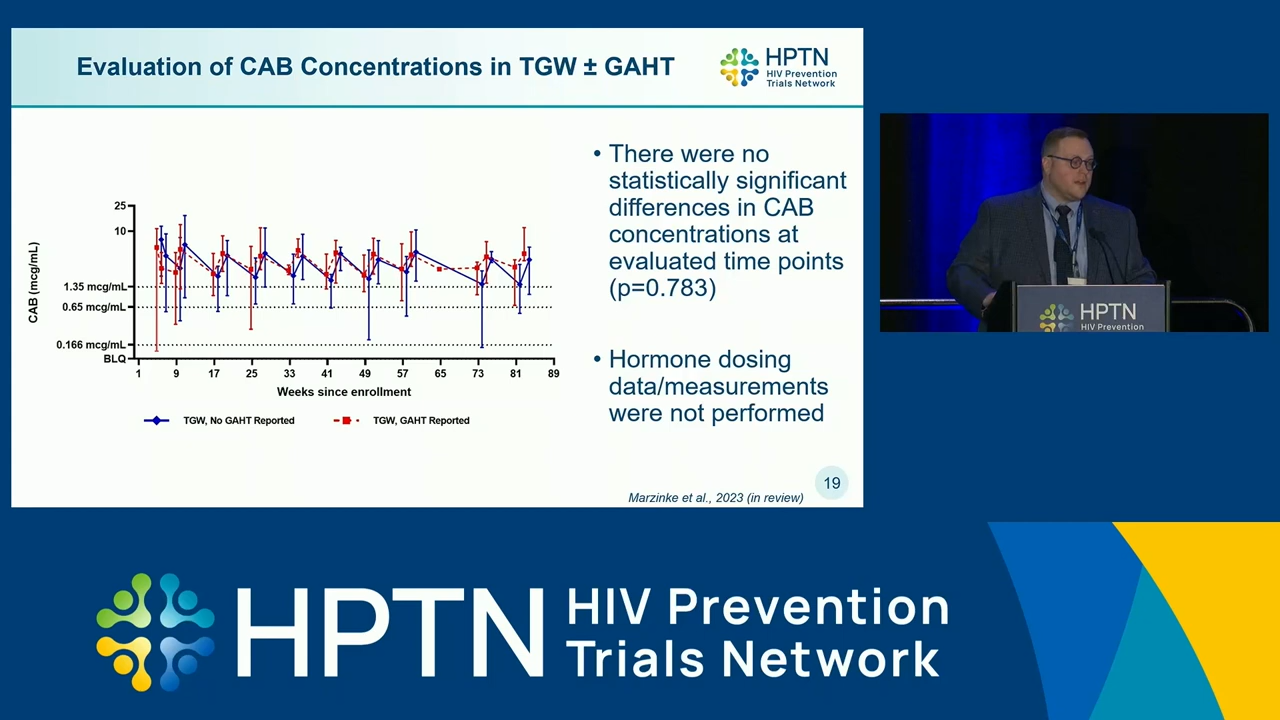 Evaluation of CAB Concentrations in TGW ± GAHT
HPTN
HIV Prevention
Trials Network
• There were no
statistically significant
differences in CAB
concentrations at
evaluated time points
(p=0.783)
• Hormone dosing
data/measurements
were not performed
CAB (mcg/mL)
25
10
1.35 mcg/mL
0.65 mcg/mL
0.166 mcg/mL
BLQ
1 9 17 25 33 41 49 57 65 73 81 89
Weeks since enrollment
TGW, No GAHT Reported
TGW, GAHT Reported
19
Marzinke et al., 2023 (in review)
HPTN
HIV Prevention
HPTN
HIV Prevention
Trials Network